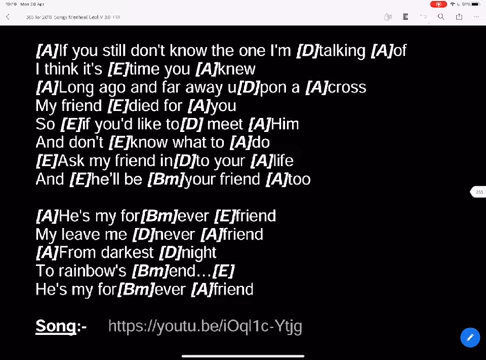 [A]If you still don't know the one I'm [D]talking [A]of
I think it's [E]time you [A]knew
[A]Long ago and far away u[D]pon a [A]cross
My friend [E]died for [A]you
So [E]if you'd like to[D] meet [A]Him
And don't [E]know what to [A]do
[E]Ask my friend in[D]to your [A]life
And [E]he'll be [Bm]your friend [A]too
[A]He's my for[Bm]ever [E]friend
My leave me [D]never [A]friend
[A]From darkest [D]night
To rainbow's [Bm]end...[E]
He's my for[Bm]ever [A]friend
Song:- https://youtu.be/iOql1c-Ytjg